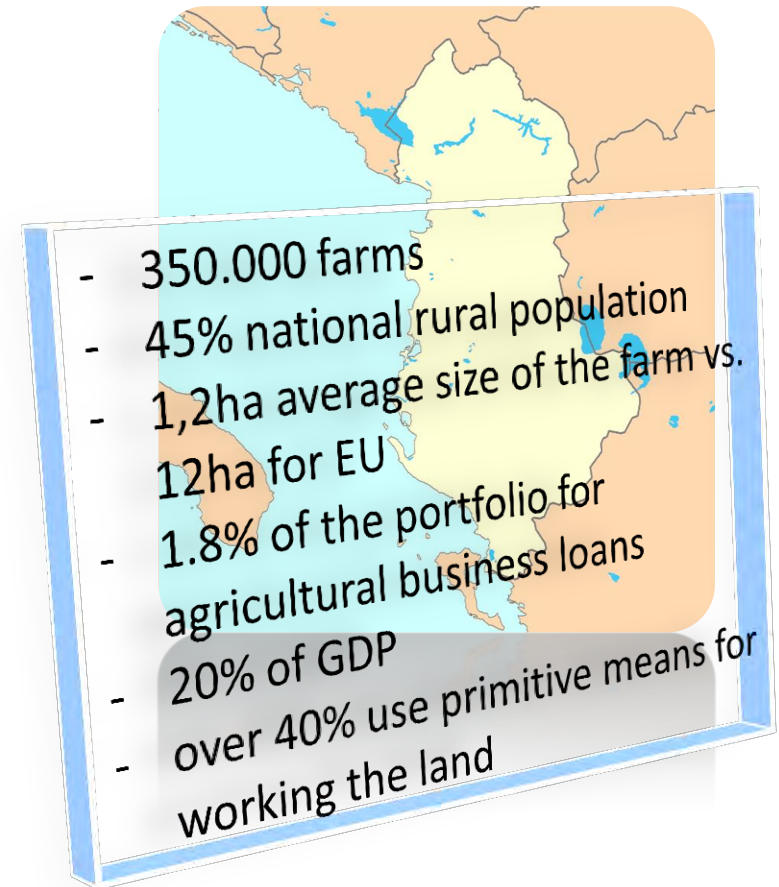 - 350.000 farms
- 45% national rural population
- 1,2ha average size of the farm vs.
12ha for EU
- 1.8% of the portfolio for
agricultural business loans
- 20% of GDP
- over 40% use primitive means for
working the land